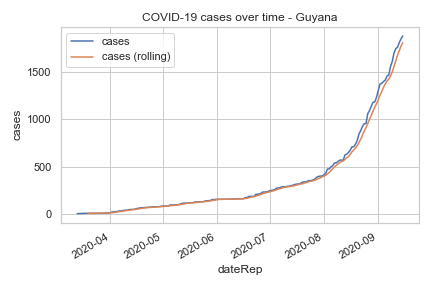 COVID-19 cases over time - Guyana
cases
cases (rolling)
1500
1000
500
0
cases
2020-04
2020-05
2020-06
2020-07
2020-08
2020-09
dateRep